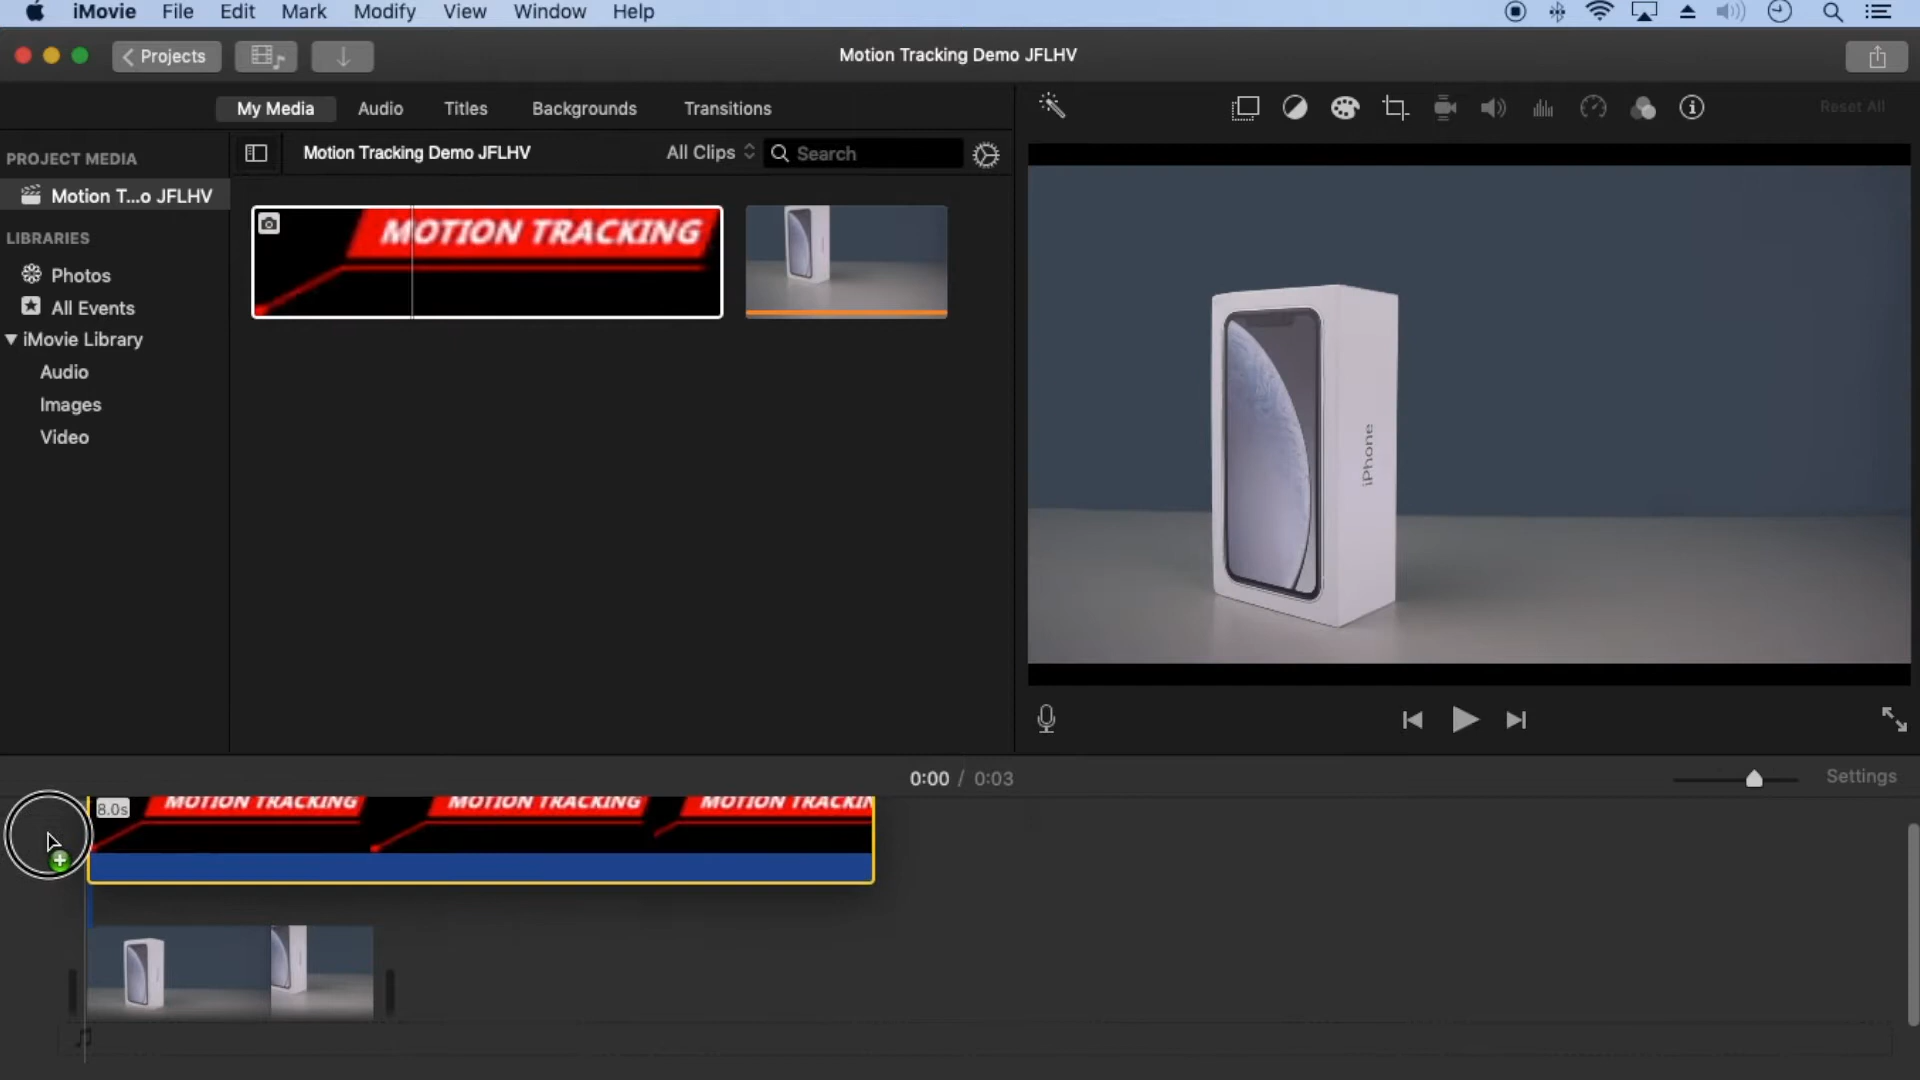 iMovie File Edit Mark Modify View Window Help
Projects
Motion Tracking Demo JFLHV
My Media Audio Titles Backgrounds Transitions
Reset All
PROJECT MEDIA
Motion T...o JFLHV
LIBRARIES
Photos
All Events
iMovie Library
Audio
Images
Video
Motion Tracking Demo JFLHV
All Clips
Search
MOTION TRACKING
iPhone
0:00 / 0:03
Settings
8.0s
MOTION TRACKING MOTION TRACKING MOTION TRACKIN